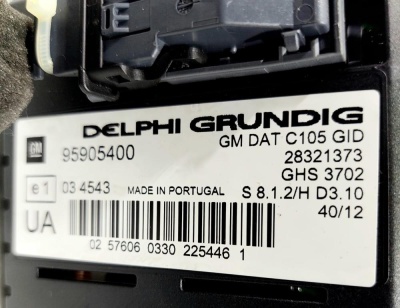 DELPHI GRUNDIG
GM 95905400 GM DAT C105 GID
28321373
GHS 3702
e1 03 4543 MADE IN PORTUGAL S 8.1.2/H D3.10
UA 40/12
02 57606 0330 225446 1